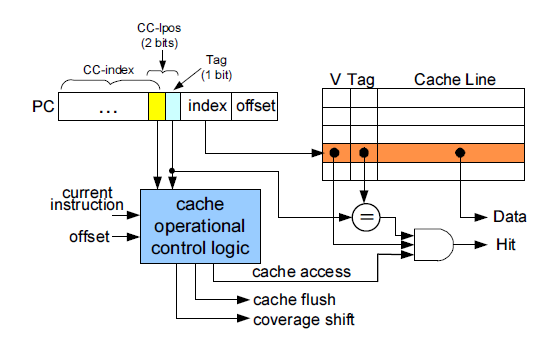 CC-Ipos
(2 bits)
Tag
(1 bit)
CC-index
V Tag Cache Line
PC ... index offset
current
instruction
offset
cache
operational
control logic
=
Data
Hit
cache access
cache flush
coverage shift